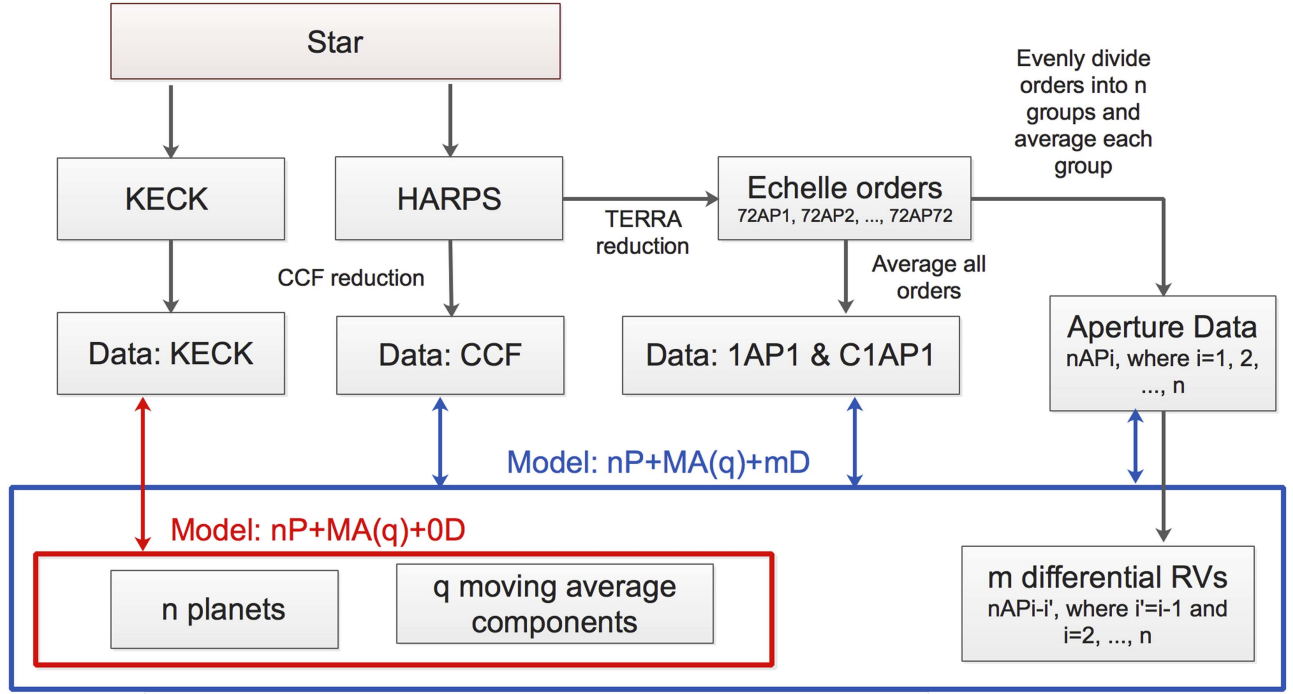 Star
Evenly divide
orders into n
groups and
average each
group
KECK
HARPS
TERRA
reduction
Echelle orders
72AP1, 72AP2, ..., 72AP72
CCF reduction
Average all
orders
Data: KECK
Data: CCF
Data: 1AP1 & C1AP1
Aperture Data
nAPi, where i=1, 2,
..., n
Model: nP+MA(q)+mD
Model: nP+MA(q)+0D
n planets
q moving average
components
m differential RVs
nAPi-i', where i'=i-1 and
i=2, ..., n